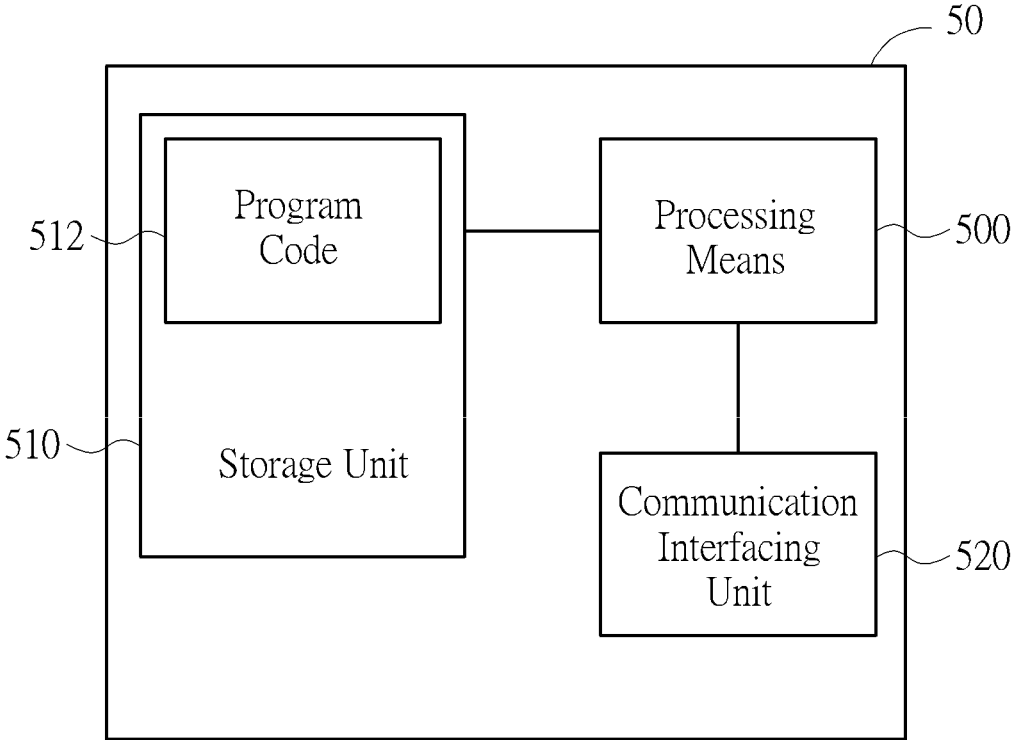 50
Program
Code
512
Processing
Means
500
510
Storage Unit
Communication
Interfacing
Unit
520